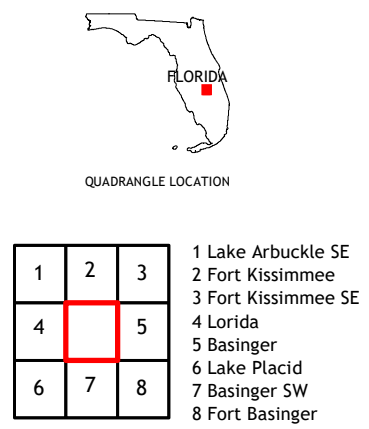 FLORIDA
QUADRANGLE LOCATION
1 2 3
4 5
6 7 8
1 Lake Arbuckle SE
2 Fort Kissimmee
3 Fort Kissimmee SE
4 Lorida
5 Basinger
6 Lake Placid
7 Basinger SW
8 Fort Basinger